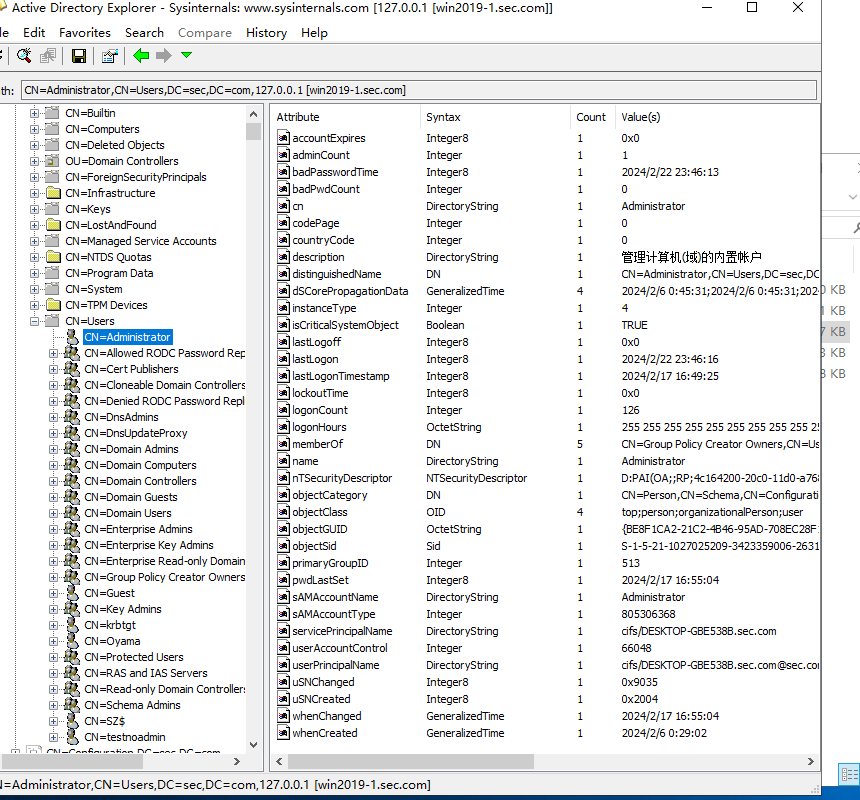 Active Directory Explorer - Sysinternals: www.sysinternals.com [127.0.0.1 [win2019-1.sec.com]]
Edit Favorites Search Compare History Help
th: CN=Administrator,CN=Users,DC=sec,DC=com,127.0.0.1 [win2019-1.sec.com]
CN=Builtin
CN=Computers
CN=Deleted Objects
OU=Domain Controllers
CN=ForeignSecurityPrincipals
CN=Infrastructure
CN=Keys
CN=LostAndFound
CN=Managed Service Accounts
CN=NTDS Quotas
CN=Program Data
CN=System
CN=TPM Devices
CN=Users
CN=Administrator
CN=Allowed RODC Password Rep
CN=Cert Publishers
CN=Cloneable Domain Controllers
CN=Denied RODC Password Repl
CN=DnsAdmins
CN=DnsUpdateProxy
CN=Domain Admins
CN=Domain Computers
CN=Domain Controllers
CN=Domain Guests
CN=Domain Users
CN=Enterprise Admins
CN=Enterprise Key Admins
CN=Enterprise Read-only Domain
CN=Group Policy Creator Owners
CN=Guest
CN=Key Admins
CN=krbtgt
CN=Oyama
CN=Protected Users
CN=RAS and IAS Servers
CN=Read-only Domain Controllers
CN=Schema Admins
CN=SZ$
CN=testnoadmin
CN=Configuration,DC=sec,DC=com
Attribute Syntax Count Value(s)
accountExpires Integer8 1 0x0
adminCount Integer 1 1
badPasswordTime Integer8 1 2024/2/22 23:46:13
badPwdCount Integer 1 0
cn DirectoryString 1 Administrator
codePage Integer 1 0
countryCode Integer 1 0
description DirectoryString 1 管理计算机(域)的内置帐户
distinguishedName DN 1 CN=Administrator,CN=Users,DC=sec,DC
dSCorePropagationData GeneralizedTime 4 2024/2/6 0:45:31;2024/2/6 0:45:31;202
instanceType Integer 1 4
isCriticalSystemObject Boolean 1 TRUE
lastLogoff Integer8 1 0x0
lastLogon Integer8 1 2024/2/22 23:46:16
lastLogonTimestamp Integer8 1 2024/2/17 16:49:25
lockoutTime Integer8 1 0x0
logonCount Integer 1 126
logonHours OctetString 1 255 255 255 255 255 255 255 255 25
memberOf DN 5 CN=Group Policy Creator Owners,CN=Us
name DirectoryString 1 Administrator
nTSecurityDescriptor NTSecurityDescriptor 1 D:PAI(OA;;RP;4c164200-20c0-11d0-a768
objectCategory DN 1 CN=Person,CN=Schema,CN=Configurati
objectClass OID 4 top;person;organizationalPerson;user
objectGUID OctetString 1 {BE8F1CA2-21C2-4B46-95AD-708EC28F
objectSid Sid 1 S-1-5-21-1027025209-3423359006-2631
primaryGroupID Integer 1 513
pwdLastSet Integer8 1 2024/2/17 16:55:04
sAMAccountName DirectoryString 1 Administrator
sAMAccountType Integer 1 805306368
servicePrincipalName DirectoryString 1 cifs/DESKTOP-GBE538B.sec.com
userAccountControl Integer 1 66048
userPrincipalName DirectoryString 1 cifs/DESKTOP-GBE538B.sec.com@sec.co
uSNChanged Integer8 1 0x9035
uSNCreated Integer8 1 0x2004
whenChanged GeneralizedTime 1 2024/2/17 16:55:04
whenCreated GeneralizedTime 1 2024/2/6 0:29:02
KB
KB
7 KB
KB
KB
N=Administrator,CN=Users,DC=sec,DC=com,127.0.0.1 [win2019-1.sec.com]